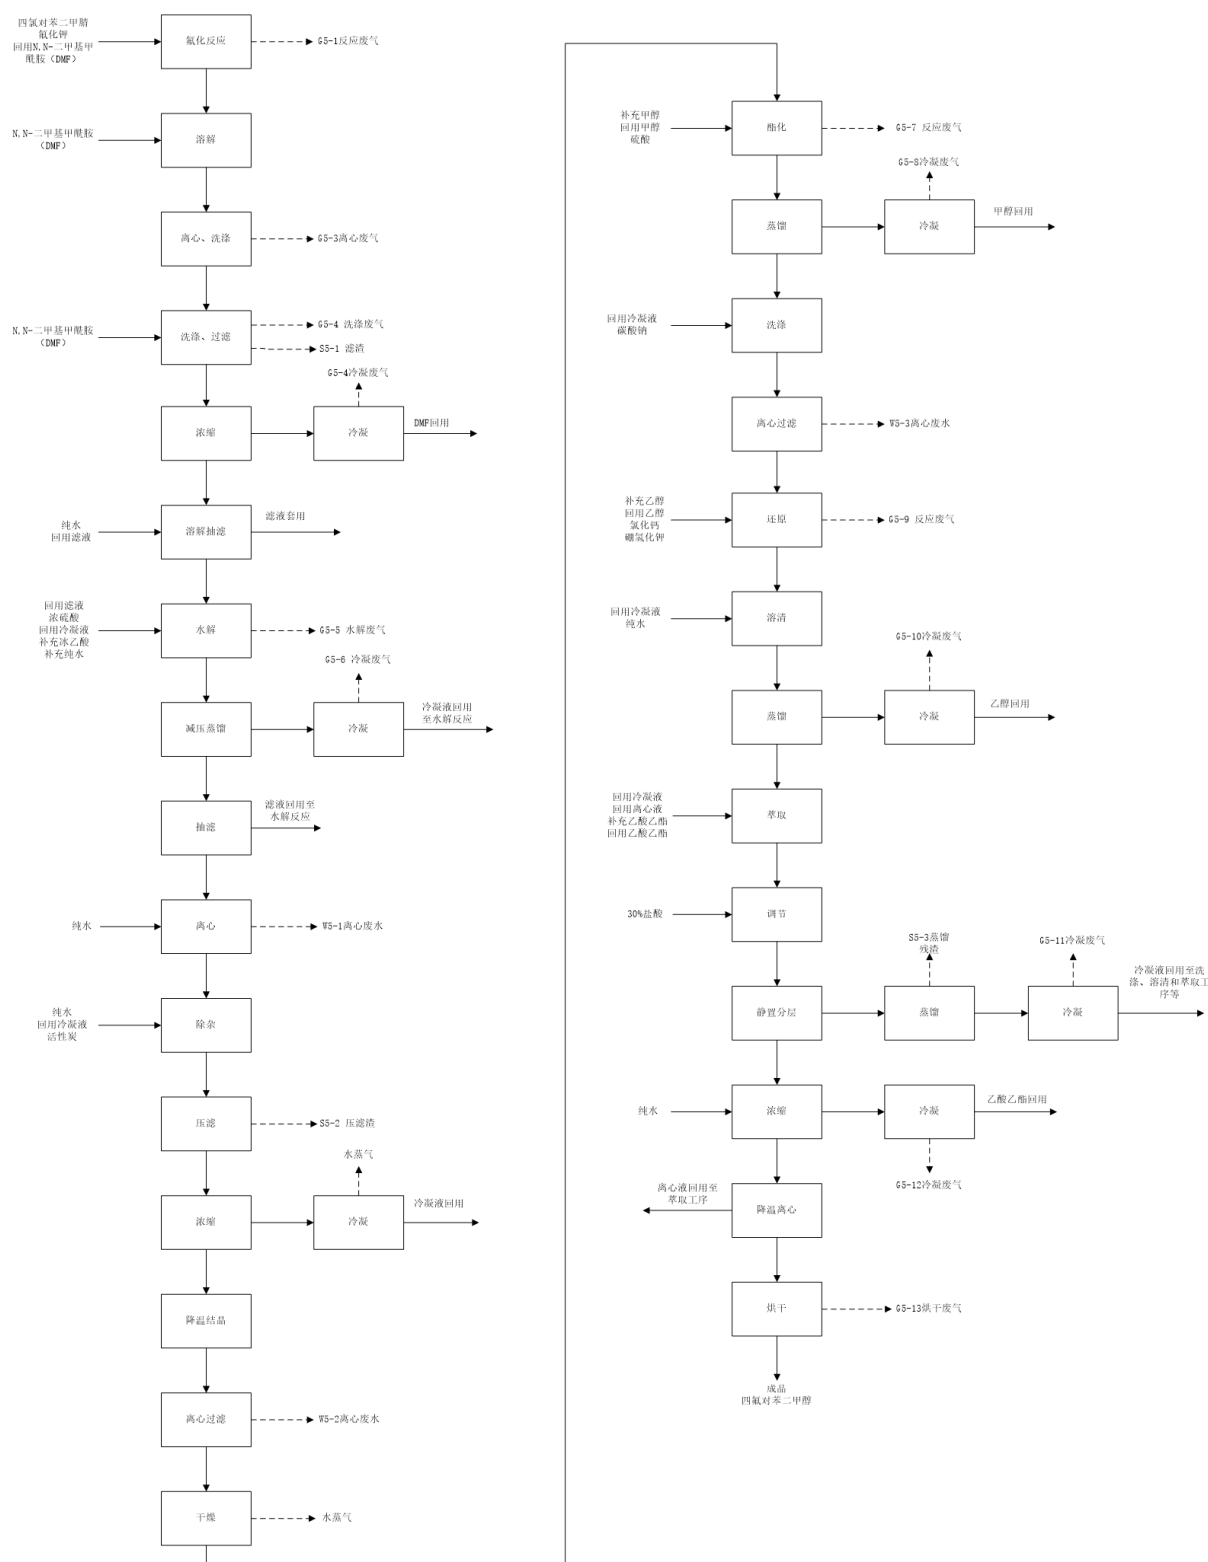 四氯对苯二甲腈
氟化钾
回用N,N-二甲基甲
酰胺（DMF）
氟化反应
G5-1反应废气
N,N-二甲基甲酰胺
（DMF）
溶解
离心、洗涤
G5-3离心废气
N,N-二甲基甲酰胺
（DMF）
洗涤、过滤
G5-4 洗涤废气
S5-1 滤渣
G5-4冷凝废气
浓缩
冷凝
DMF回用
纯水
回用滤液
溶解抽滤
滤液套用
回用滤液
浓硫酸
回用冷凝液
补充冰乙酸
补充纯水
水解
G5-5 水解废气
G5-6 冷凝废气
减压蒸馏
冷凝
冷凝液回用
至水解反应
抽滤
滤液回用至
水解反应
纯水
离心
W5-1离心废水
纯水
回用冷凝液
活性炭
除杂
压滤
S5-2 压滤渣
水蒸气
浓缩
冷凝
冷凝液回用
降温结晶
离心过滤
W5-2离心废水
干燥
水蒸气
补充甲醇
回用甲醇
硫酸
酯化
G5-7 反应废气
G5-8冷凝废气
蒸馏
冷凝
甲醇回用
回用冷凝液
碳酸钠
洗涤
离心过滤
W5-3离心废水
补充乙醇
回用乙醇
氯化钙
硼氢化钾
还原
G5-9 反应废气
回用冷凝液
纯水
溶清
G5-10冷凝废气
蒸馏
冷凝
乙醇回用
回用冷凝液
回用离心液
补充乙酸乙酯
回用乙酸乙酯
萃取
30%盐酸
调节
S5-3蒸馏
残渣
G5-11冷凝废气
静置分层
蒸馏
冷凝
冷凝液回用至洗
涤、溶清和萃取工
序等
纯水
浓缩
冷凝
乙酸乙酯回用
G5-12冷凝废气
离心液回用至
萃取工序
降温离心
烘干
G5-13烘干废气
成品
四氟对苯二甲醇